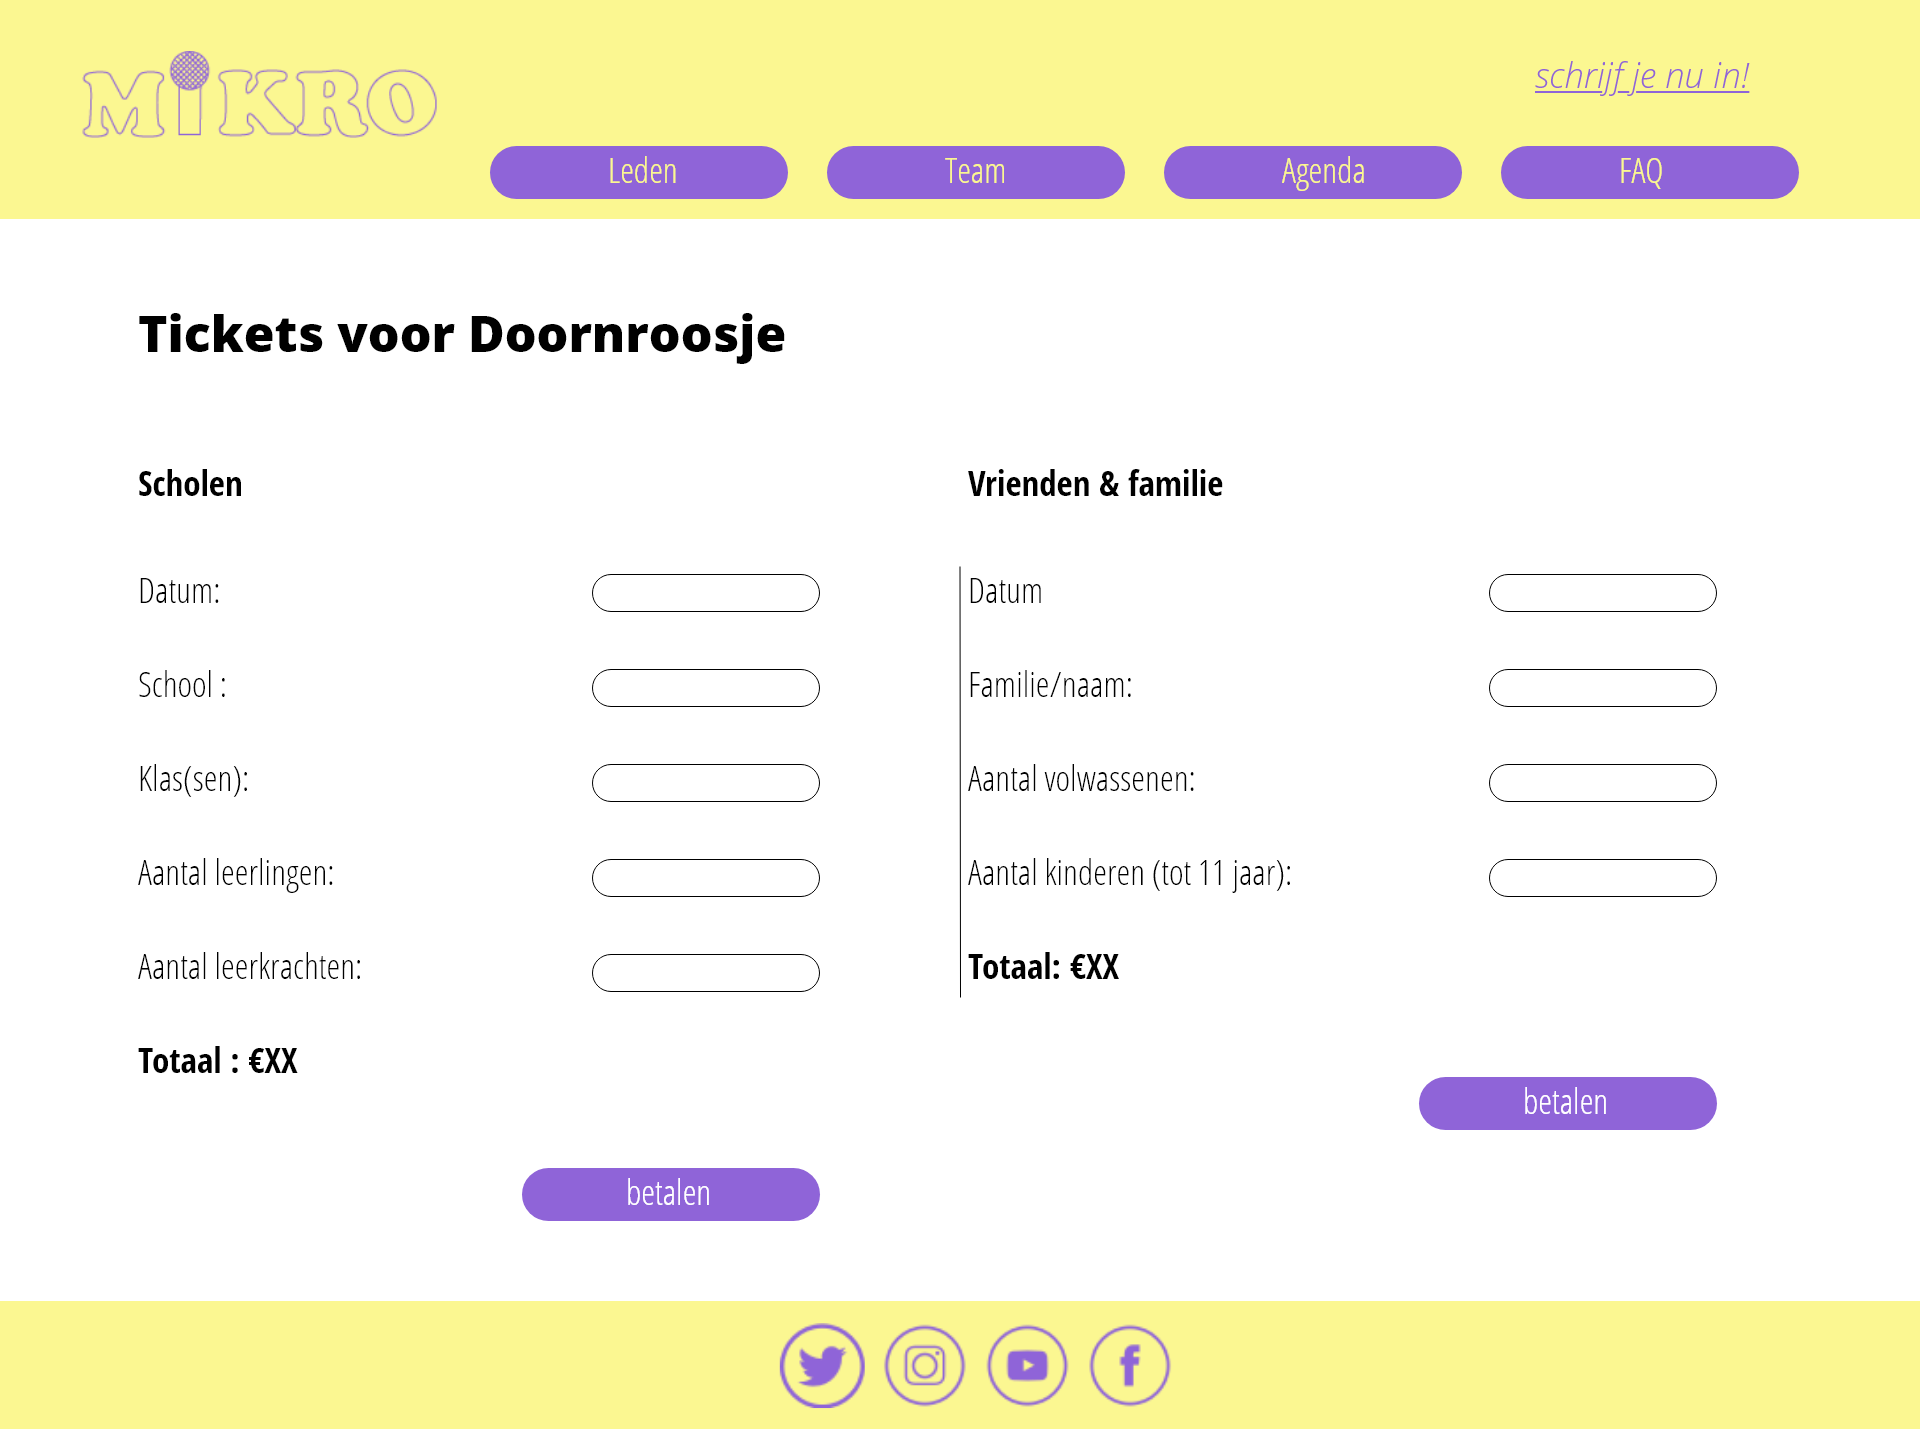 MIKRO
schrijf je nu in!
Leden
Team
Agenda
FAQ
Tickets voor Doornroosje
Scholen
Datum:
School :
Klas(sen):
Aantal leerlingen:
Aantal leerkrachten:
Totaal : €XX
betalen
Vrienden & familie
Datum
Familie/naam:
Aantal volwassenen:
Aantal kinderen (tot 11 jaar):
Totaal: €XX
betalen